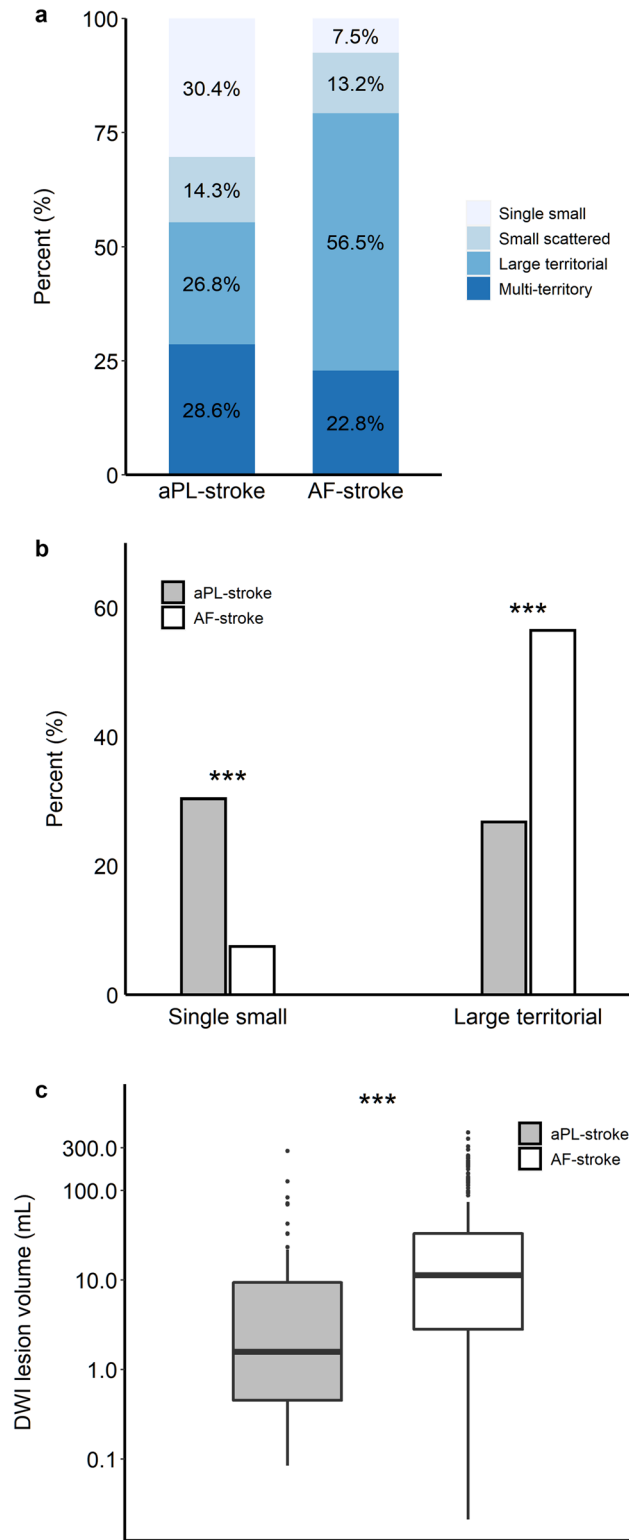 a
100
75
50
25
0
Percent (%)
30.4%
14.3%
26.8%
28.6%
7.5%
13.2%
56.5%
22.8%
aPL-stroke
AF-stroke
Single small
Small scattered
Large territorial
Multi-territory
b
60
40
20
0
Percent (%)
aPL-stroke
AF-stroke
***
***
Single small
Large territorial
c
300.0
100.0
10.0
1.0
0.1
DWI lesion volume (mL)
***
aPL-stroke
AF-stroke